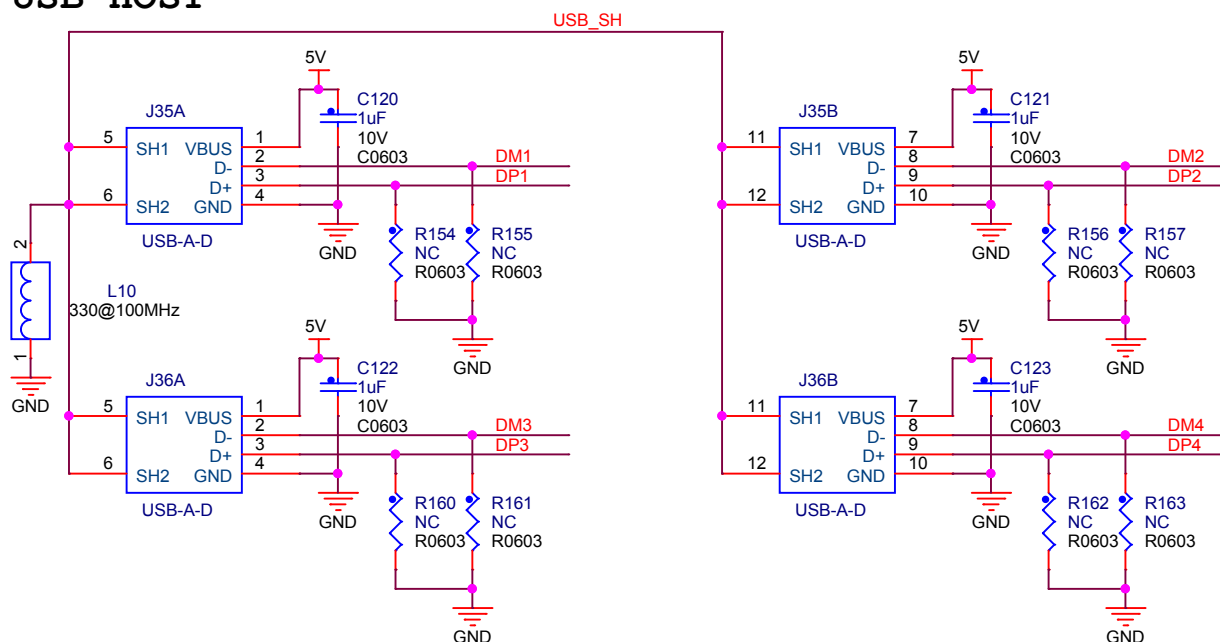 USB HOST
USB_SH
5V
J35A
C120
1uF
10V
C0603
5
SH1
VBUS
1
D-
2
DM1
D+
3
DP1
6
SH2
GND
4
USB-A-D
GND
R154
NC
R0603
R155
NC
R0603
GND
5V
J35B
C121
1uF
10V
C0603
11
SH1
VBUS
7
D-
8
DM2
D+
9
DP2
12
SH2
GND
10
USB-A-D
GND
R156
NC
R0603
R157
NC
R0603
GND
2
L10
330@100MHz
1
GND
5V
J36A
C122
1uF
10V
C0603
5
SH1
VBUS
1
D-
2
DM3
D+
3
DP3
6
SH2
GND
4
USB-A-D
GND
R160
NC
R0603
R161
NC
R0603
GND
5V
J36B
C123
1uF
10V
C0603
11
SH1
VBUS
7
D-
8
DM4
D+
9
DP4
12
SH2
GND
10
USB-A-D
GND
R162
NC
R0603
R163
NC
R0603
GND